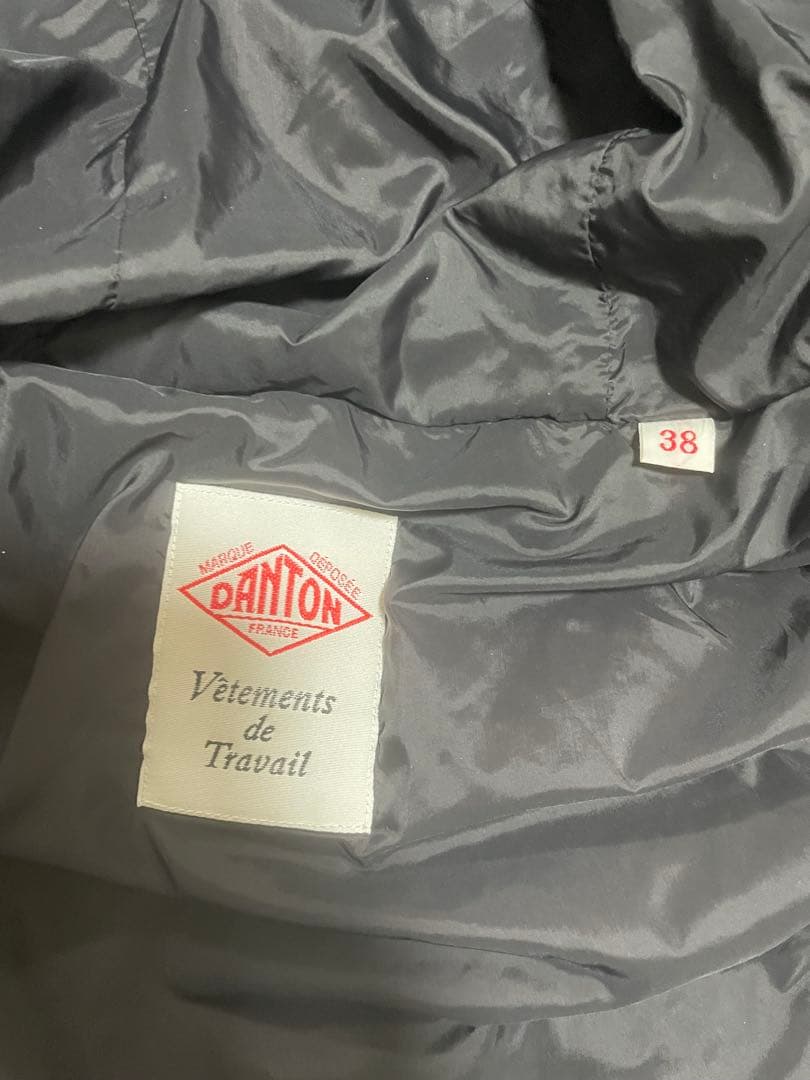 38
MARQUE DÉPOSÉE
DANTON
FRANCE
Vêtements
de
Travail